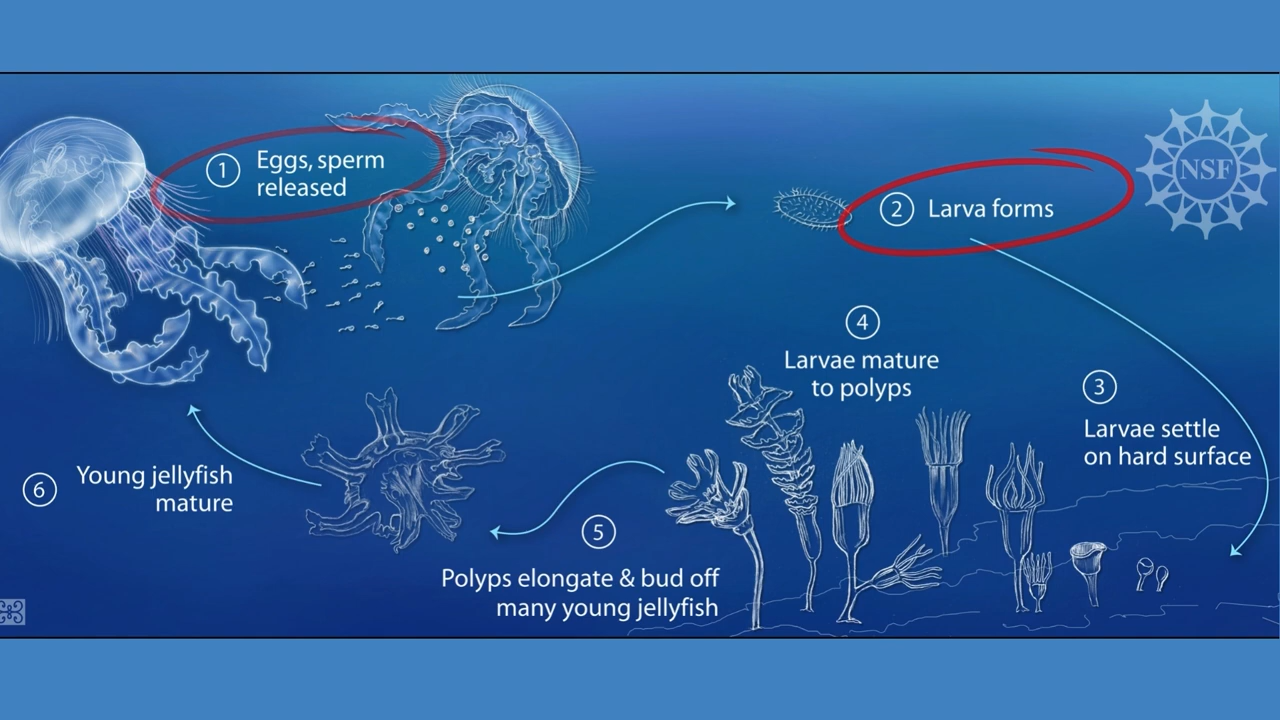 1 Eggs, sperm
released
2 Larva forms
NSF
3
Larvae settle
on hard surface
4
Larvae mature
to polyps
5
Polyps elongate & bud off
many young jellyfish
6 Young jellyfish
mature